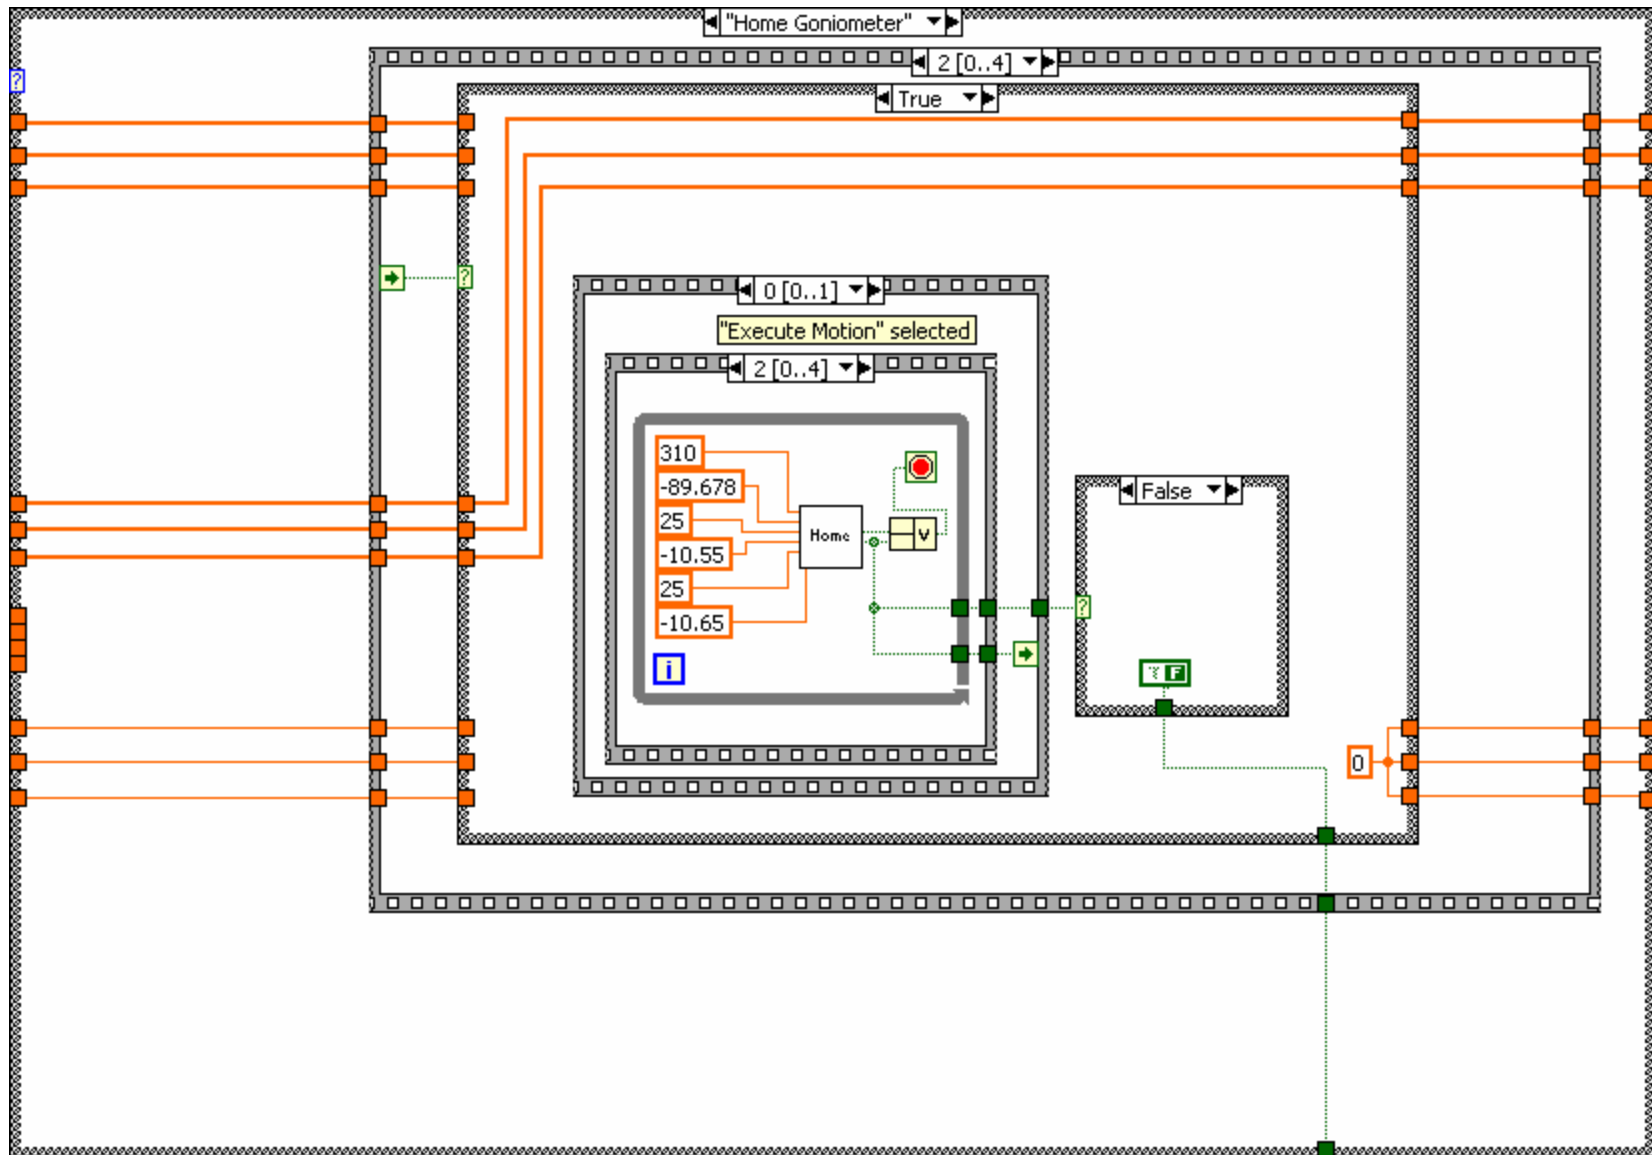 "Home Goniometer"
2 [0..4]
True
0 [0..1]
"Execute Motion" selected
2 [0..4]
310
-89.678
25
-10.55
25
-10.65
Home
V
i
False
?
?
?
F
0